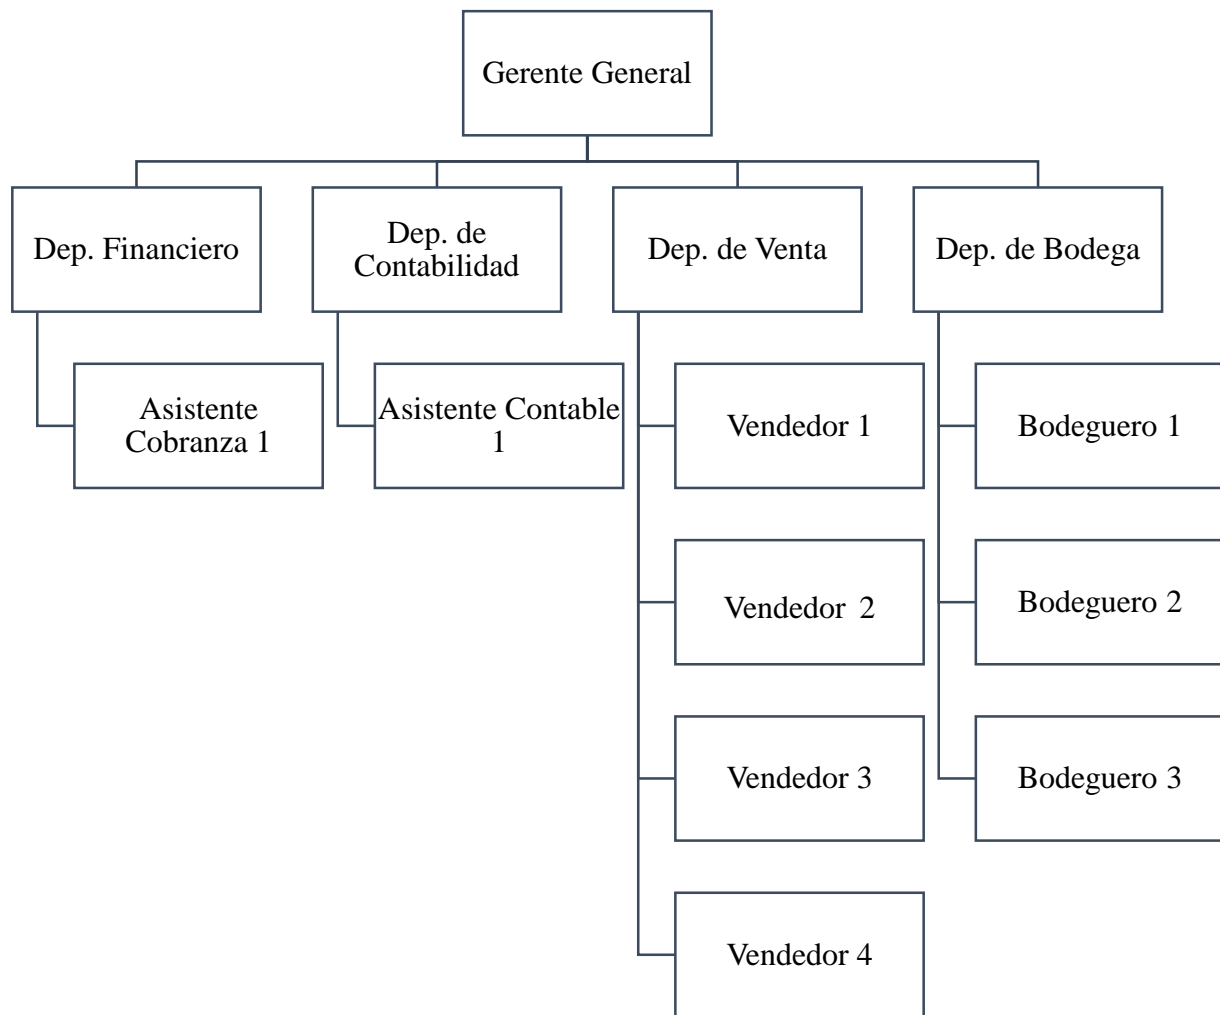 Gerente General
Dep. Financiero
Dep. de
Contabilidad
Dep. de Venta
Dep. de Bodega
Asistente
Cobranza 1
Asistente Contable
1
Vendedor 1
Bodeguero 1
Vendedor 2
Bodeguero 2
Vendedor 3
Bodeguero 3
Vendedor 4